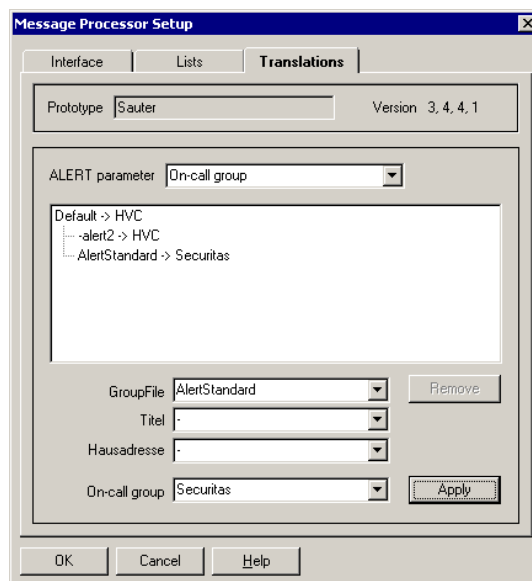 Message Processor Setup
Interface Lists Translations
Prototype Sauter Version 3, 4, 4, 1
ALERT parameter On-call group
Default -> HVC
-alert2 -> HVC
AlertStandard -> Securitas
GroupFile AlertStandard Remove
Titel -
Hausadresse -
On-call group Securitas Apply
OK Cancel Help